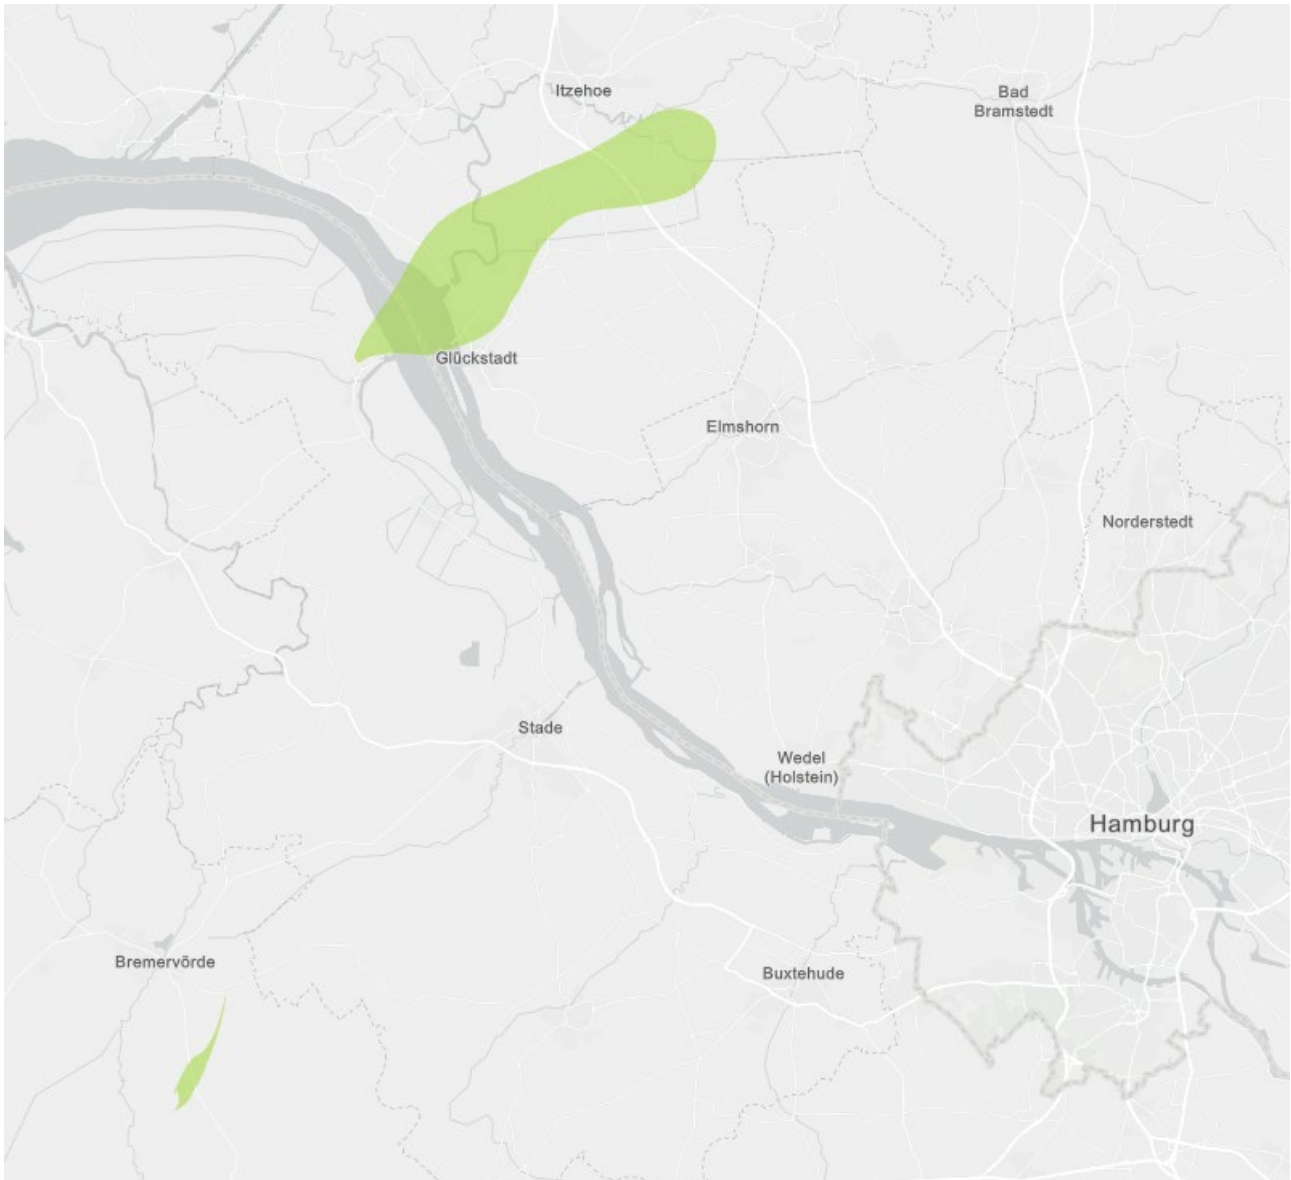 Itzehoe
Bad
Bramstedt
Glückstadt
Elmshorn
Norderstedt
Stade
Wedel
(Holstein)
Hamburg
Bremervörde
Buxtehude